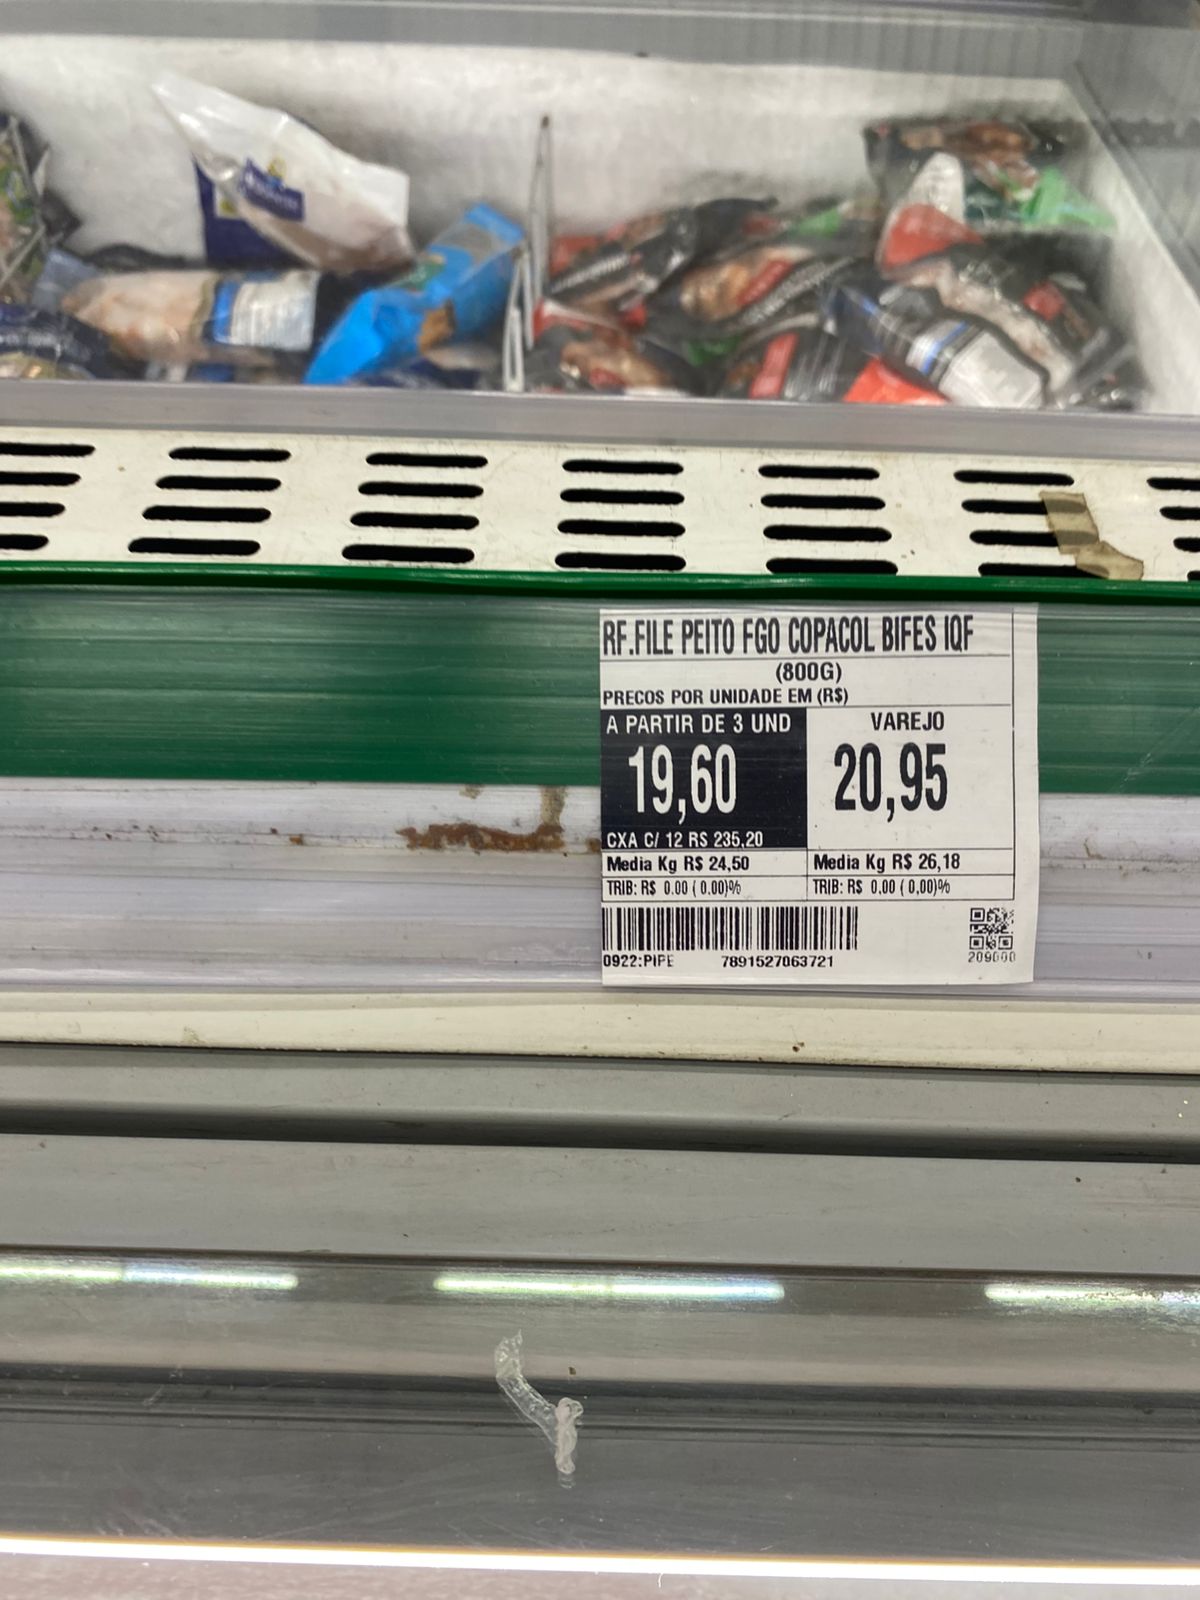 RF.FILE PEITO FGO COPACOL BIFES IQF
(800G)
PRECOS POR UNIDADE EM (R$)
A PARTIR DE 3 UND
19,60
CXA C/ 12 RS 235,20
Media Kg R$ 24,50
TRIB: R$ 0.00 ( 0,00)%
VAREJO
20,95
Media Kg R$ 26,18
TRIB: R$ 0,00 ( 0,00)%
0922:PIPE 7891527063721
209000